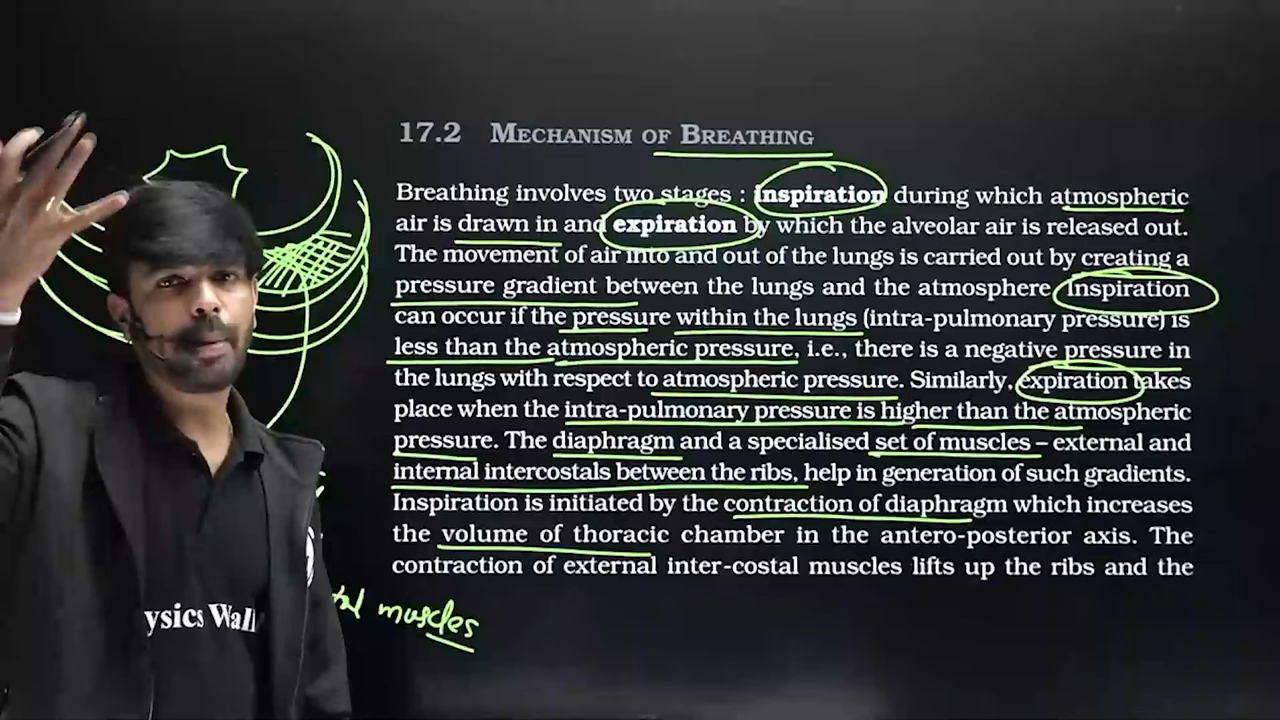 17.2 MECHANISM OF BREATHING
Breathing involves two stages : inspiration during which atmospheric
air is drawn in and expiration by which the alveolar air is released out.
The movement of air into and out of the lungs is carried out by creating a
pressure gradient between the lungs and the atmosphere. Inspiration
can occur if the pressure within the lungs (intra-pulmonary pressure) is
less than the atmospheric pressure, i.e., there is a negative pressure in
the lungs with respect to atmospheric pressure. Similarly, expiration takes
place when the intra-pulmonary pressure is higher than the atmospheric
pressure. The diaphragm and a specialised set of muscles – external and
internal intercostals between the ribs, help in generation of such gradients.
Inspiration is initiated by the contraction of diaphragm which increases
the volume of thoracic chamber in the antero-posterior axis. The
contraction of external inter-costal muscles lifts up the ribs and the
tal muscles
ysics Wall